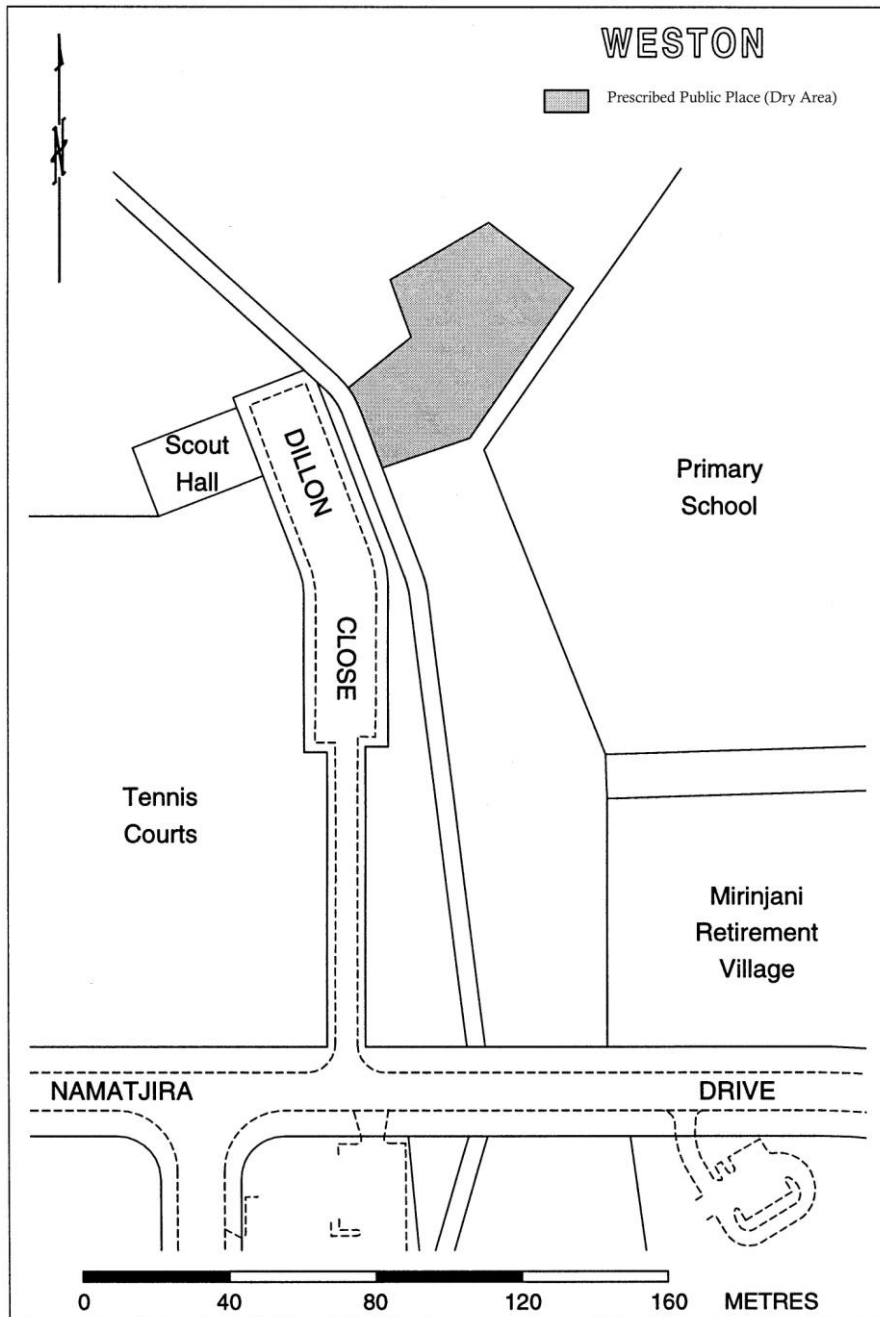 WESTON
Prescribed Public Place (Dry Area)
N
Scout
Hall
DILLON
CLOSE
Primary
School
Tennis
Courts
Mirinjani
Retirement
Village
NAMATJIRA DRIVE
0 40 80 120 160 METRES